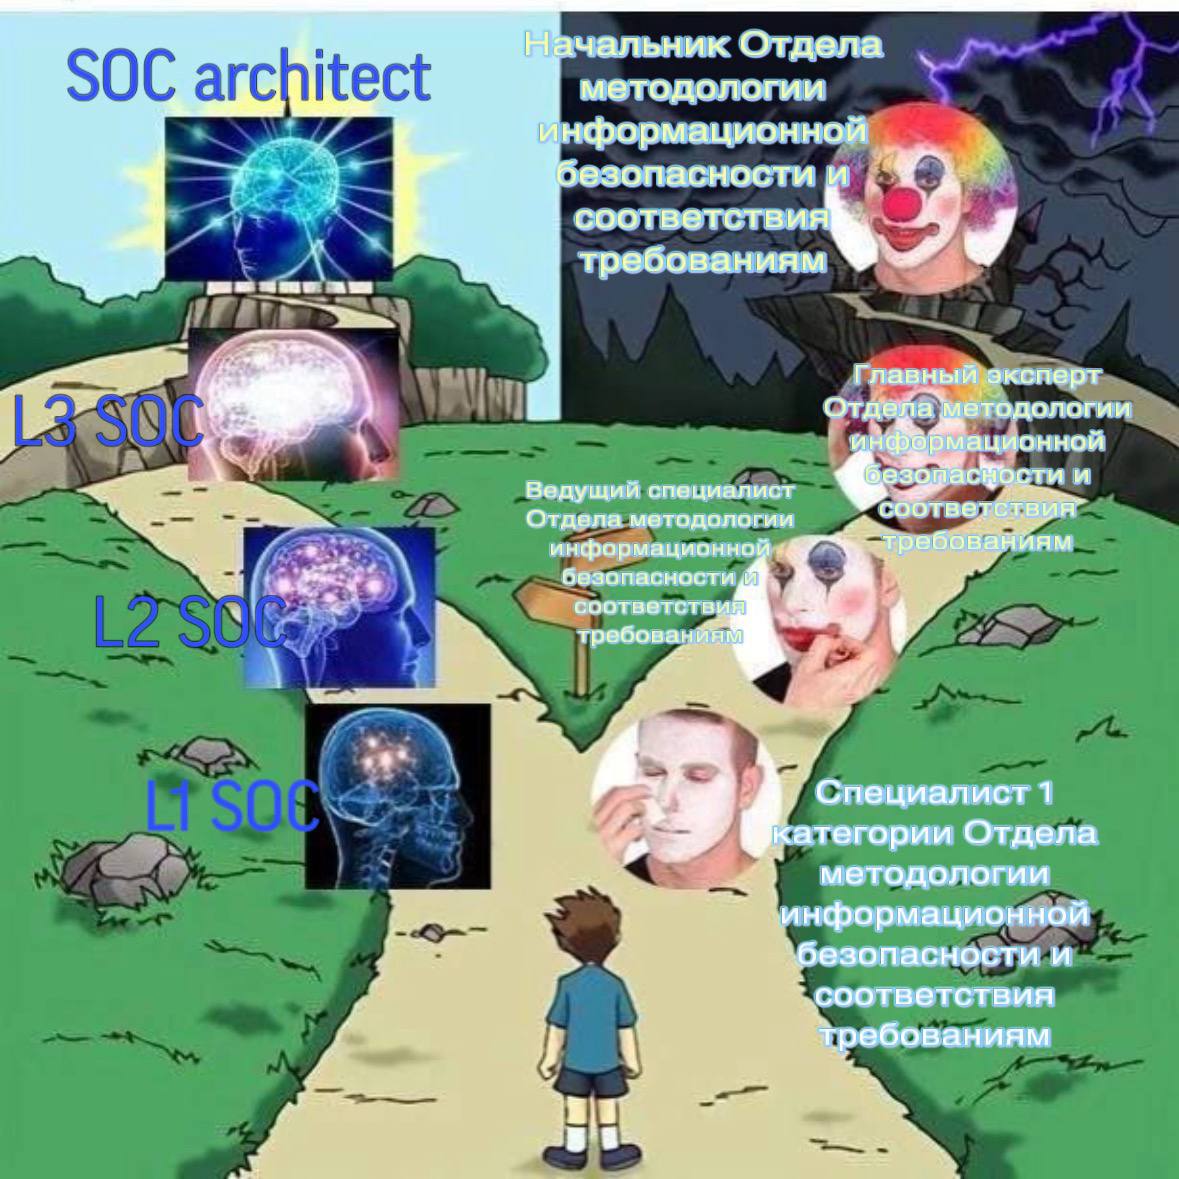 SOC architect
L3 SOC
L2 SOC
L1 SOC
Начальник Отдела
методологии
информационной
безопасности и
соответствия
требованиям
Главный эксперт
Отдела методологии
информационной
безопасности и
соответствия
требованиям
Ведущий специалист
Отдела методологии
информационной
безопасности и
соответствия
требованиям
Специалист 1
категории Отдела
методологии
информационной
безопасности и
соответствия
требованиям